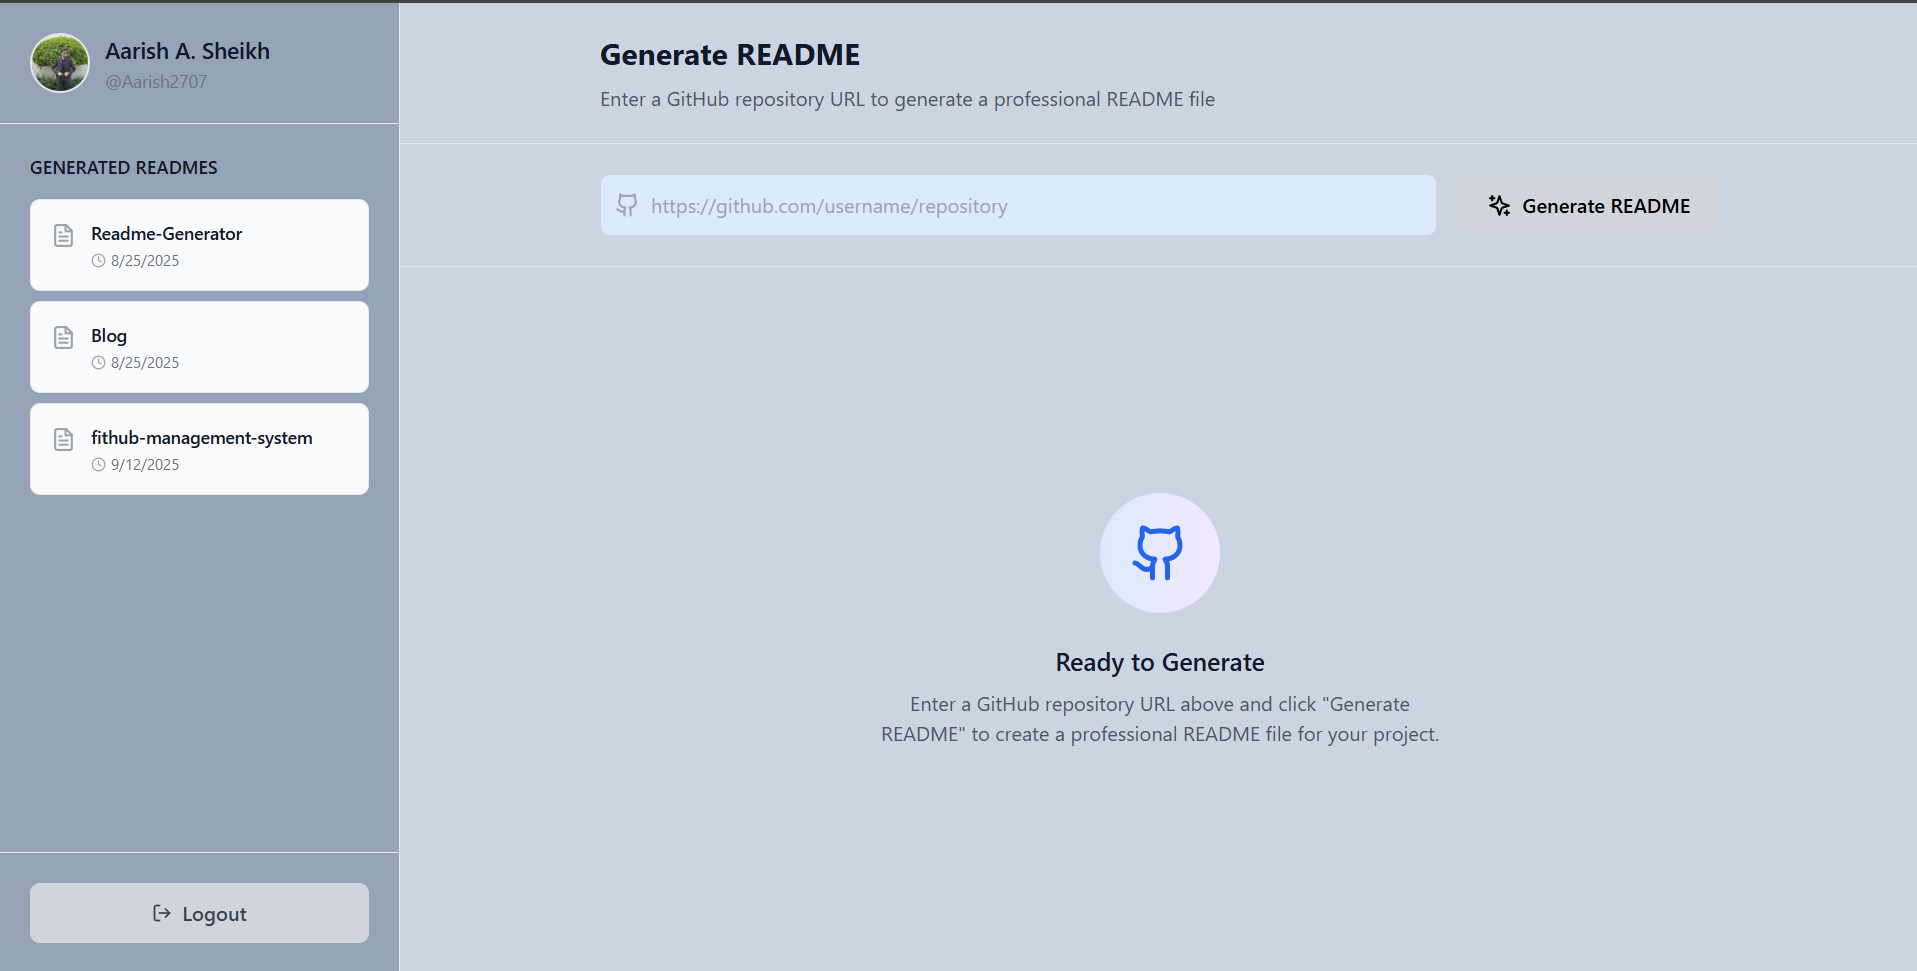 Aarish A. Sheikh
@Aarish2707
GENERATED READMES
Readme-Generator
8/25/2025
Blog
8/25/2025
fithub-management-system
9/12/2025
Logout
Generate README
Enter a GitHub repository URL to generate a professional README file
https://github.com/username/repository
Generate README
Ready to Generate
Enter a GitHub repository URL above and click "Generate
README" to create a professional README file for your project.